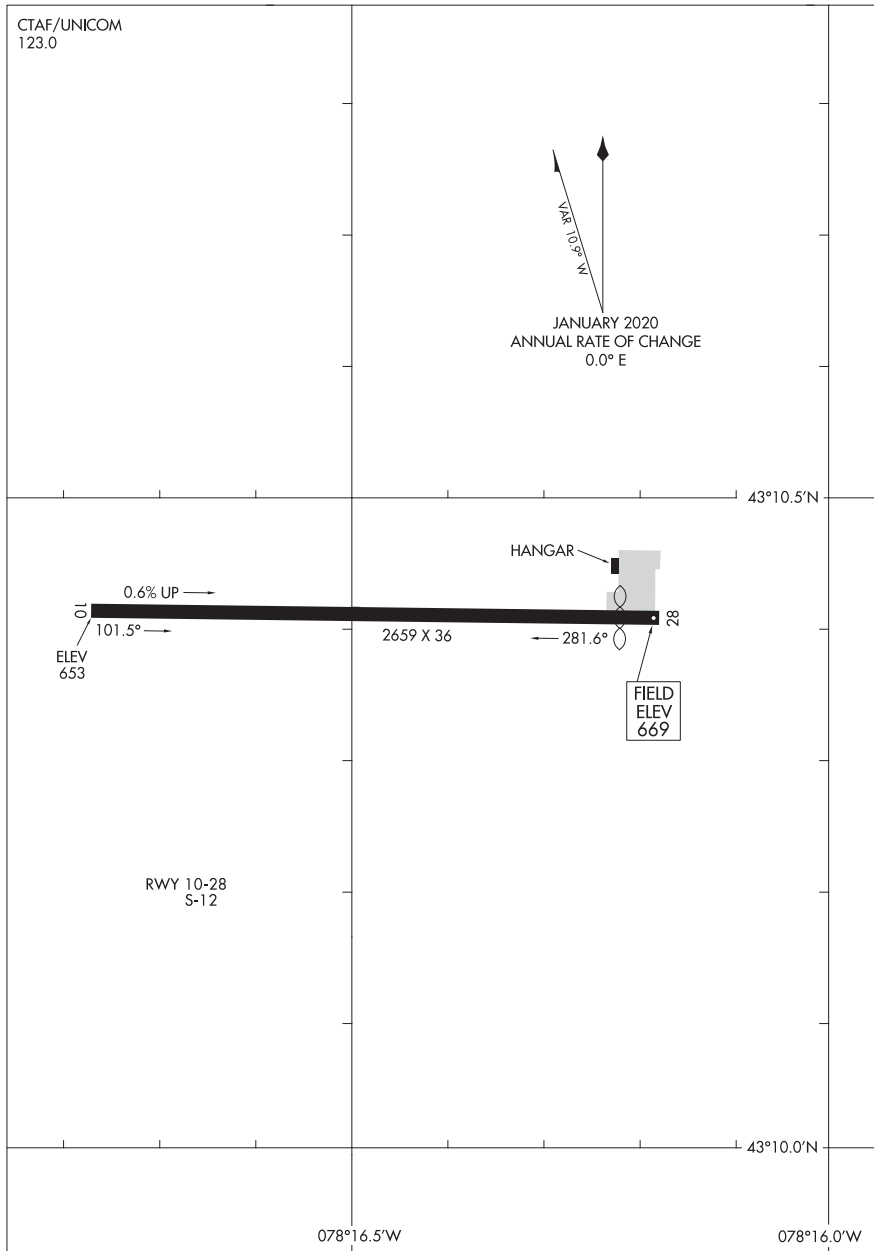 CTAF/UNICOM
123.0
VAR 10.9° W
JANUARY 2020
ANNUAL RATE OF CHANGE
0.0° E
43°10.5'N
HANGAR
0.6% UP
10
28
101.5°
2659 X 36
281.6°
ELEV
653
FIELD
ELEV
669
RWY 10-28
S-12
43°10.0'N
078°16.5'W
078°16.0'W